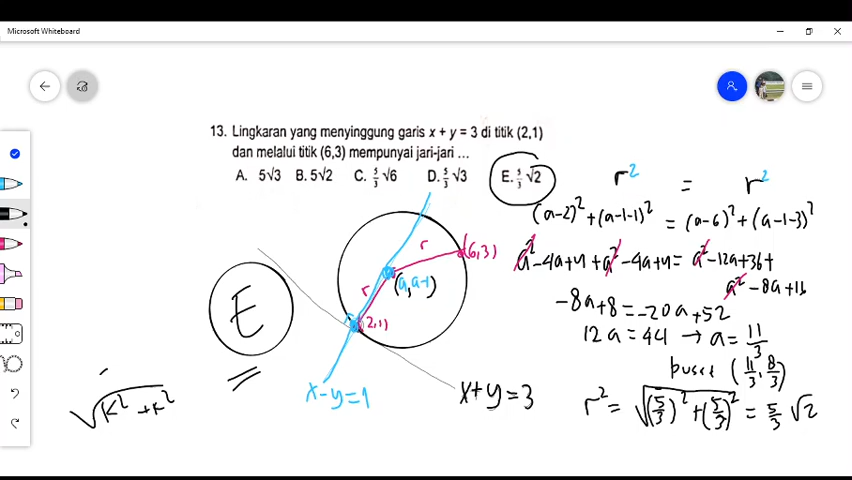 Microsoft Whiteboard
13. Lingkaran yang menyinggung garis x + y = 3 di titik (2,1)
dan melalui titik (6,3) mempunyai jari-jari ...
A. 5√3 B. 5√2 C. 5/3 √6 D. 5/3 √3 E. 5/3 √2
r² = r²
(a-2)² + (a-1-1)² = (a-6)² + (a-1-3)²
a² - 4a + 4 + a² - 4a + 4 = a² - 12a + 36 +
a² - 8a + 16
-8a + 8 = -20a + 52
12a = 44 → a = 11/3
pusat (11/3, 8/3)
r² = √((5/3)² + (5/3)²) = 5/3 √2
r
(6,3)
(a, a-1)
r
(2,1)
E
x - y = 1
x + y = 3
√(K² + K²)